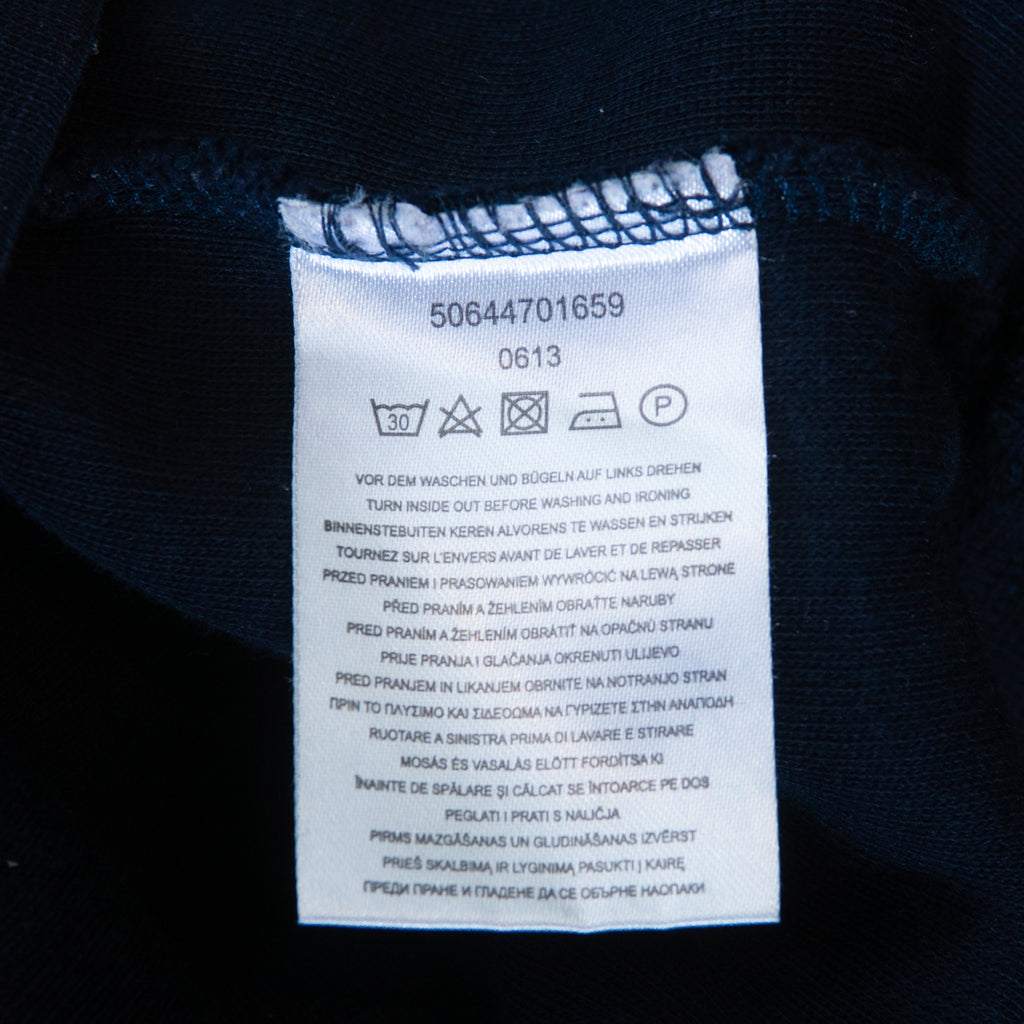 50644701659
0613
30 P
VOR DEM WASCHEN UND BÜGELN AUF LINKS DREHEN
TURN INSIDE OUT BEFORE WASHING AND IRONING
BINNENSTEBUITEN KEREN ALVORENS TE WASSEN EN STRIJKEN
TOURNEZ SUR L'ENVERS AVANT DE LAVER ET DE REPASSER
PRZED PRANIEM I PRASOWANIEM WYWRÓCIĆ NA LEWĄ STRONE
PŘED PRANÍM A ŽEHLENÍM OBRAŤTE NARUBY
PRED PRANÍM A ŽEHLENÍM OBRÁTIŤ NA OPAČNÚ STRANU
PRIJE PRANJA I GLAČANJA OKRENUTI ULIJEVO
PRED PRANJEM IN LIKANJEM OBRNITE NA NOTRANJO STRAN
ΠΡΙΝ ΤΟ ΠΛΥΣΙΜΟ ΚΑΙ ΣΙΔΕΩΜΑ ΝΑ ΓΥΡΙΖΕΤΕ ΣΤΗΝ ΑΝΑΠΟΔΗ
RUOTARE A SINISTRA PRIMA DI LAVARE E STIRARE
MOSÁS ÉS VASALÁS ELŐTT FORDÍTSA KI
ÎNAINTE DE SPĂLARE ŞI CĂLCAT SE ÎNTOARCE PE DOS
PEGLATI I PRATI S NALIČJA
PIRMS MAZGĀŠANAS UN GLUDINĀŠANAS IZVĒRST
PRIEŠ SKALBIMĄ IR LYGINIMĄ PASUKTI Į KAIRĘ
ПРЕДИ ПРАНЕ И ГЛАДЕНЕ ДА СЕ ОБЪРНЕ НАОПАКИ